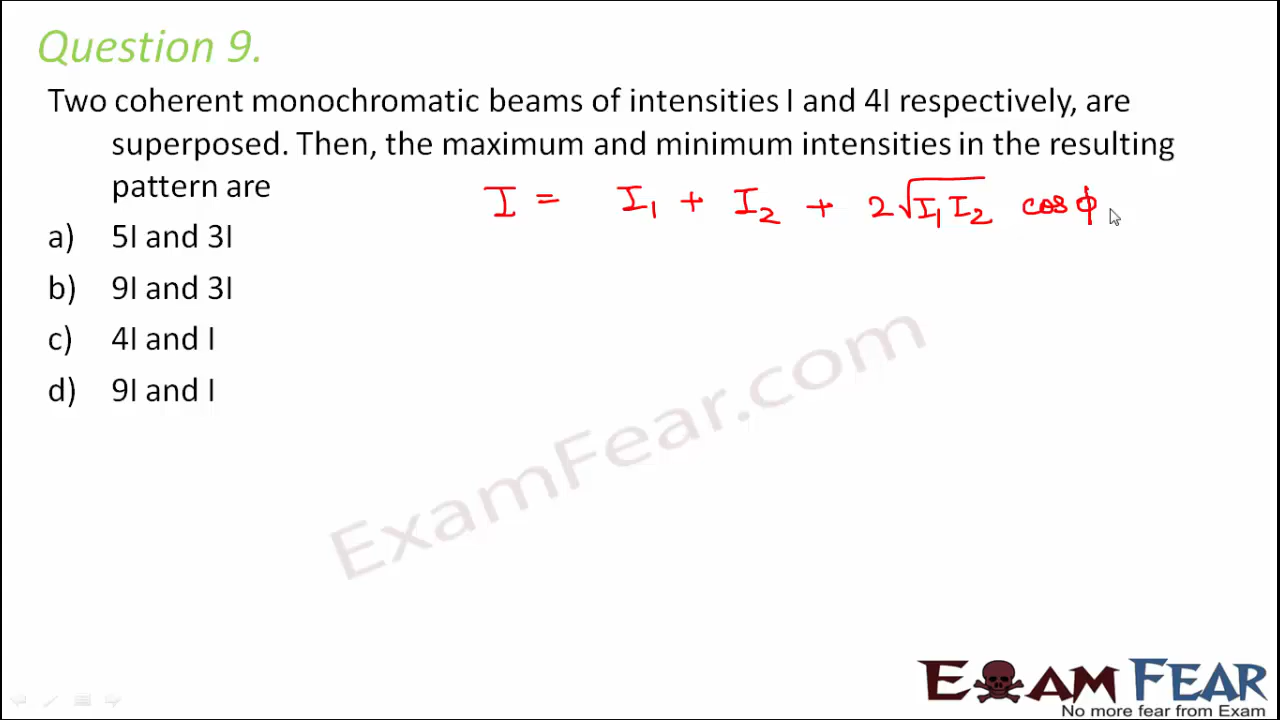 Question 9.
Two coherent monochromatic beams of intensities I and 4I respectively, are
superposed. Then, the maximum and minimum intensities in the resulting
pattern are
I = I₁ + I₂ + 2√I₁I₂ cos ϕ
a) 5I and 3I
b) 9I and 3I
c) 4I and I
d) 9I and I
ExamFear.com
EXAM FEAR
No more fear from Exam